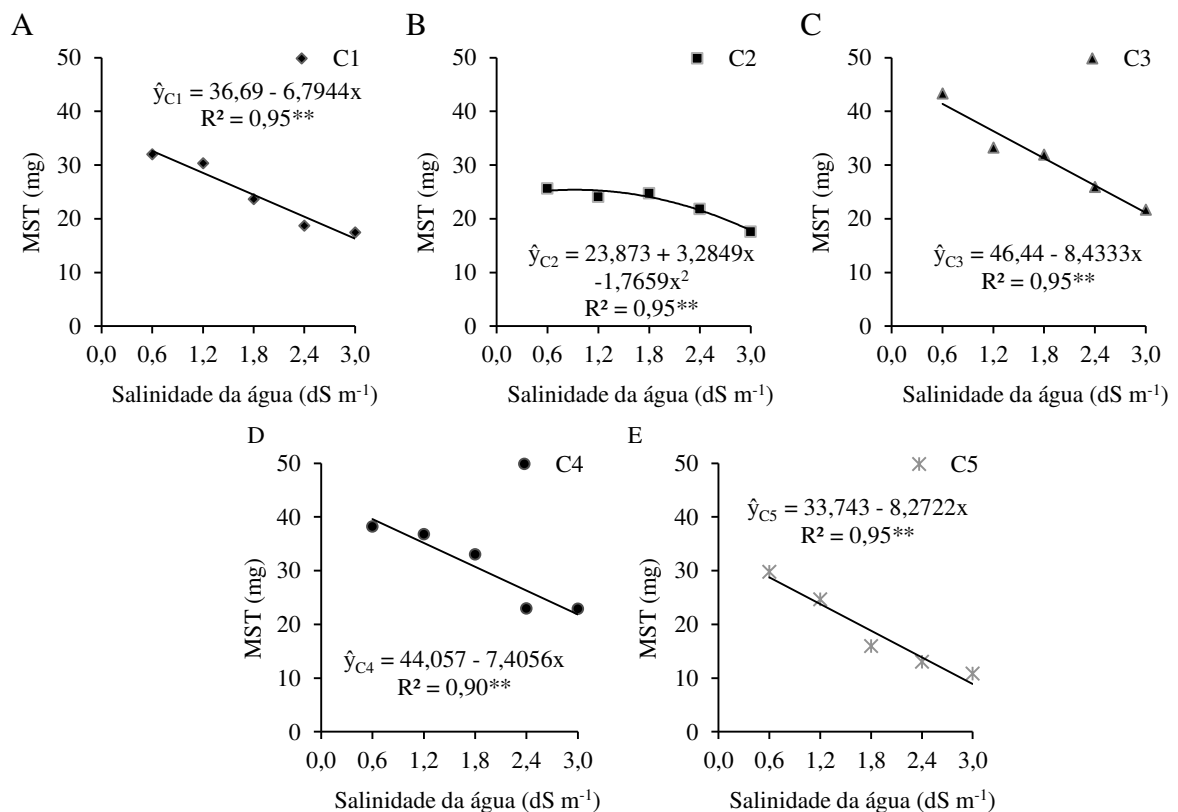 A
C1
50
40
30
20
10
0
MST (mg)
ŷC1 = 36,69 - 6,7944x
R² = 0,95**
0,0 0,6 1,2 1,8 2,4 3,0
Salinidade da água (dS m-1)
B
C2
50
40
30
20
10
0
MST (mg)
ŷC2 = 23,873 + 3,2849x
-1,7659x²
R² = 0,95**
0,0 0,6 1,2 1,8 2,4 3,0
Salinidade da água (dS m-1)
C
C3
50
40
30
20
10
0
MST (mg)
ŷC3 = 46,44 - 8,4333x
R² = 0,95**
0,0 0,6 1,2 1,8 2,4 3,0
Salinidade da água (dS m-1)
D
C4
50
40
30
20
10
0
MST (mg)
ŷC4 = 44,057 - 7,4056x
R² = 0,90**
0,0 0,6 1,2 1,8 2,4 3,0
Salinidade da água (dS m-1)
E
C5
50
40
30
20
10
0
MST (mg)
ŷC5 = 33,743 - 8,2722x
R² = 0,95**
0,0 0,6 1,2 1,8 2,4 3,0
Salinidade da água (dS m-1)